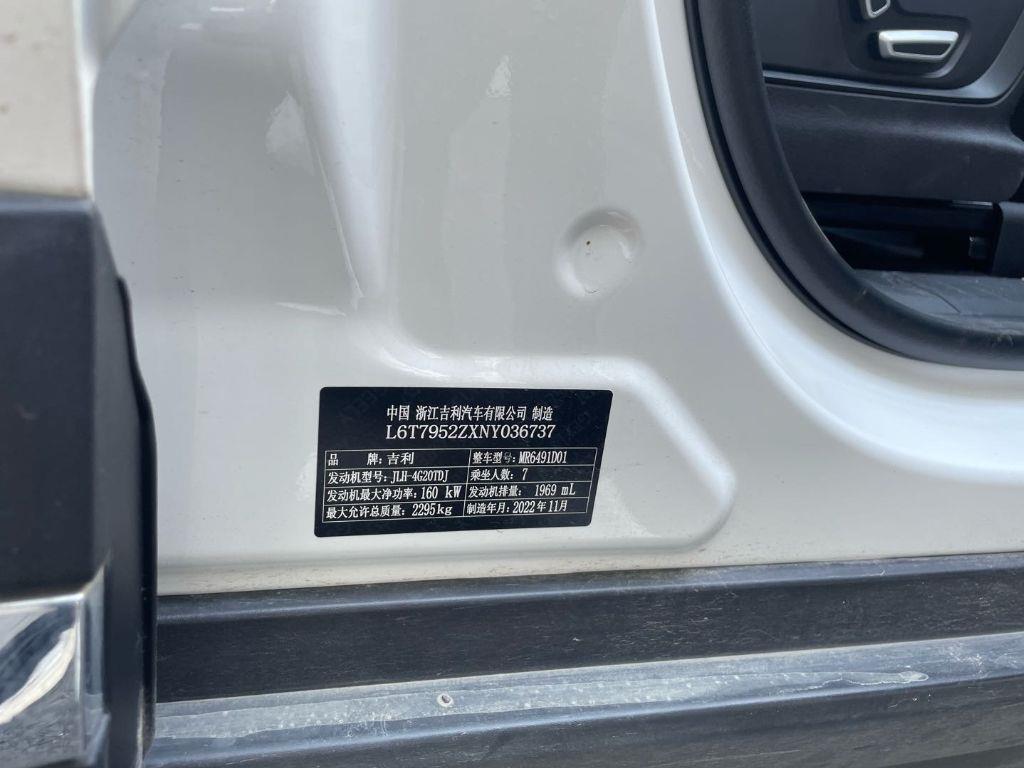 中国 浙江吉利汽车有限公司 制造
L6T7952ZXNY036737
品 牌:吉利 整车型号:MR6491D01
发动机型号:JLH-4G20TDJ 乘坐人数:7
发动机最大净功率:160 kW 发动机排量: 1969 mL
最大允许总质量:2295kg 制造年月:2022年11月